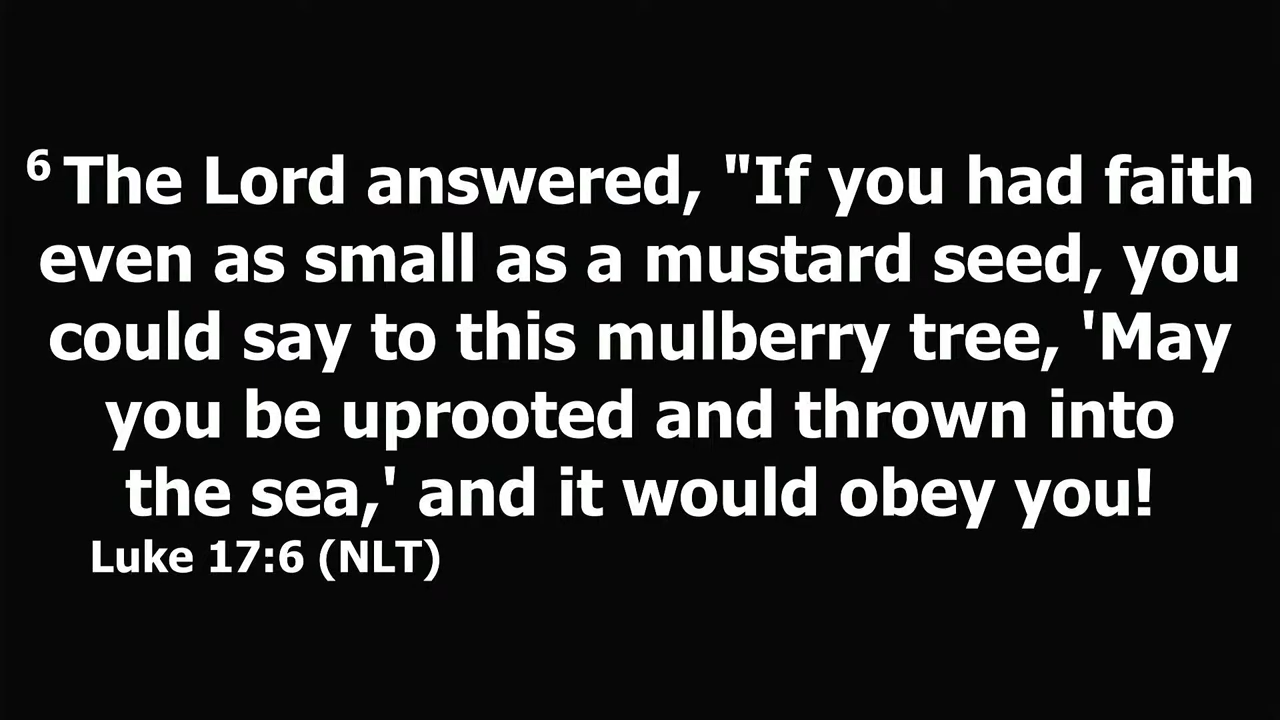 6 The Lord answered, "If you had faith
even as small as a mustard seed, you
could say to this mulberry tree, 'May
you be uprooted and thrown into
the sea,' and it would obey you!
Luke 17:6 (NLT)